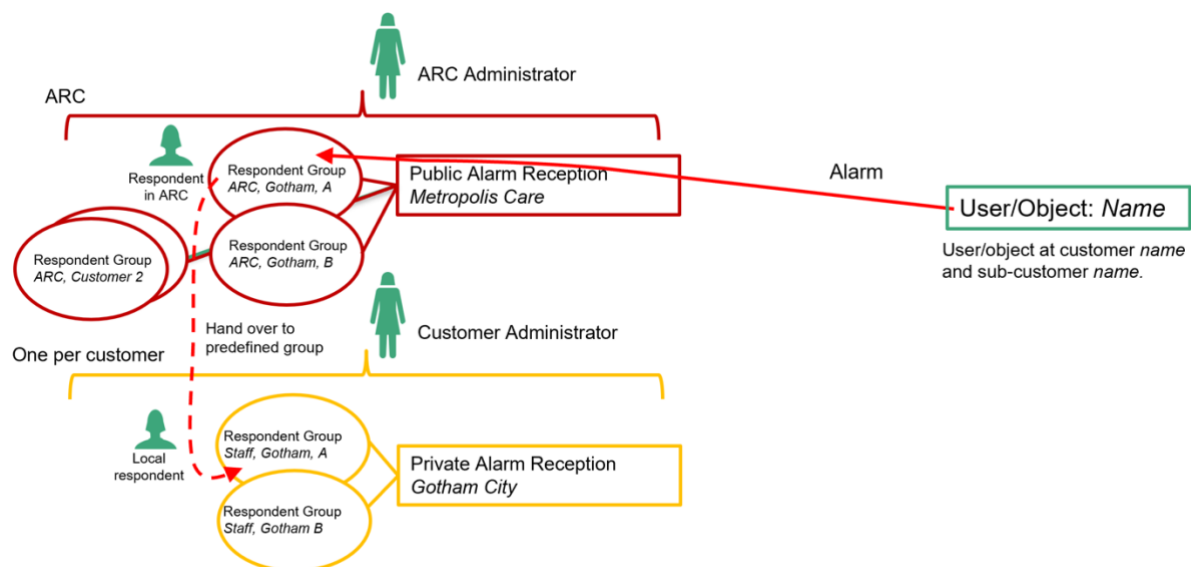 ARC Administrator
ARC
Respondent
in ARC
Respondent Group
ARC, Gotham, A
Public Alarm Reception
Metropolis Care
Alarm
User/Object: Name
User/object at customer name
and sub-customer name.
Respondent Group
ARC, Customer 2
Respondent Group
ARC, Gotham, B
Hand over to
predefined group
Customer Administrator
One per customer
Local
respondent
Respondent Group
Staff, Gotham, A
Private Alarm Reception
Gotham City
Respondent Group
Staff, Gotham B